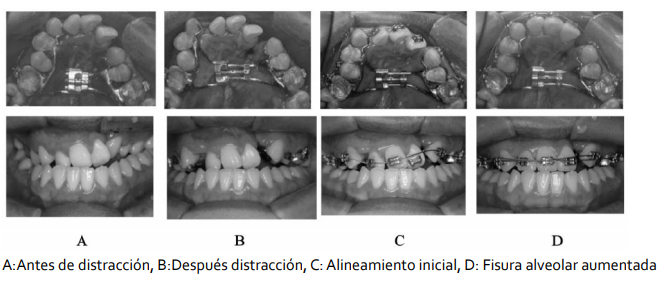 A B C D
A:Antes de distracción, B:Después distracción, C: Alineamiento inicial, D: Fisura alveolar aumentada